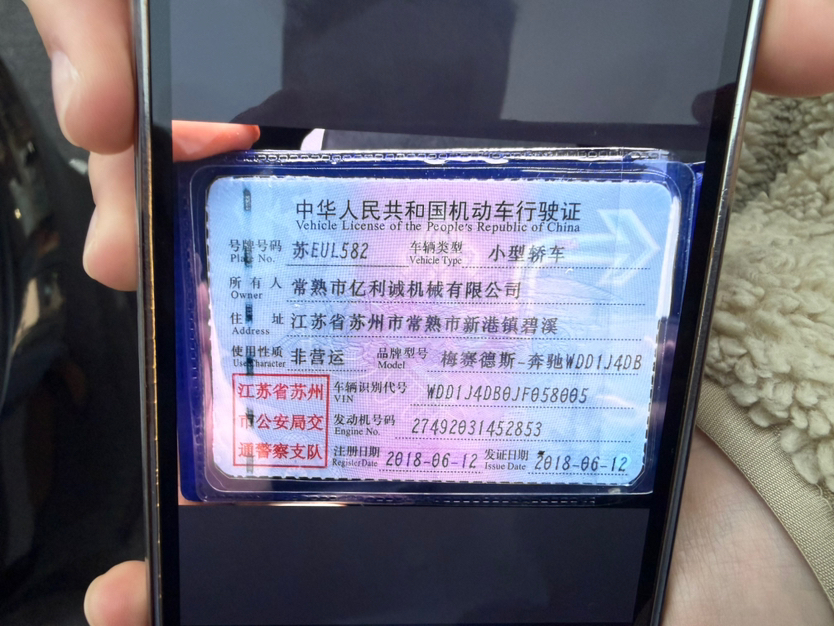 中华人民共和国机动车行驶证
Vehicle License of the People's Republic of China
号牌号码 苏EUL582 车辆类型 小型轿车
Plate No. Vehicle Type
所有人 常熟市亿利诚机械有限公司
Owner
住址 江苏省苏州市常熟市新港镇碧溪
Address
使用性质 非营运 品牌型号 梅赛德斯-奔驰WDD1J4DB
Use Character Model
江苏省苏州 车辆识别代号 WDD1J4DB0JF058005
VIN
市公安局交 发动机号码 27492031452853
Engine No.
通警察支队 注册日期 2018-06-12 发证日期 2018-06-12
Register Date Issue Date